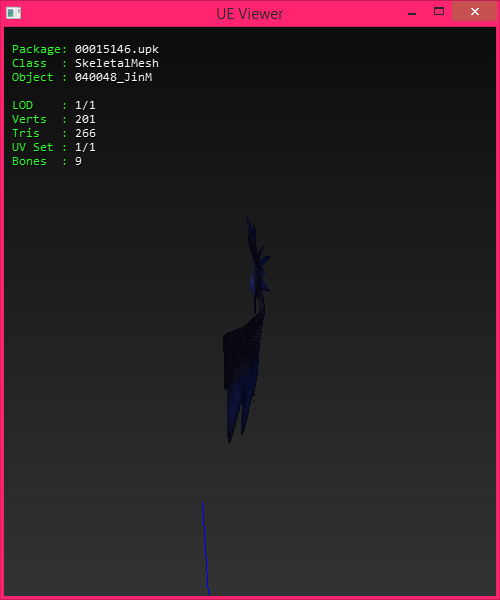 UE Viewer
Package: 00015146.upk
Class : SkeletalMesh
Object : 040048_JinM
LOD : 1/1
Verts : 201
Tris : 266
UV Set : 1/1
Bones : 9